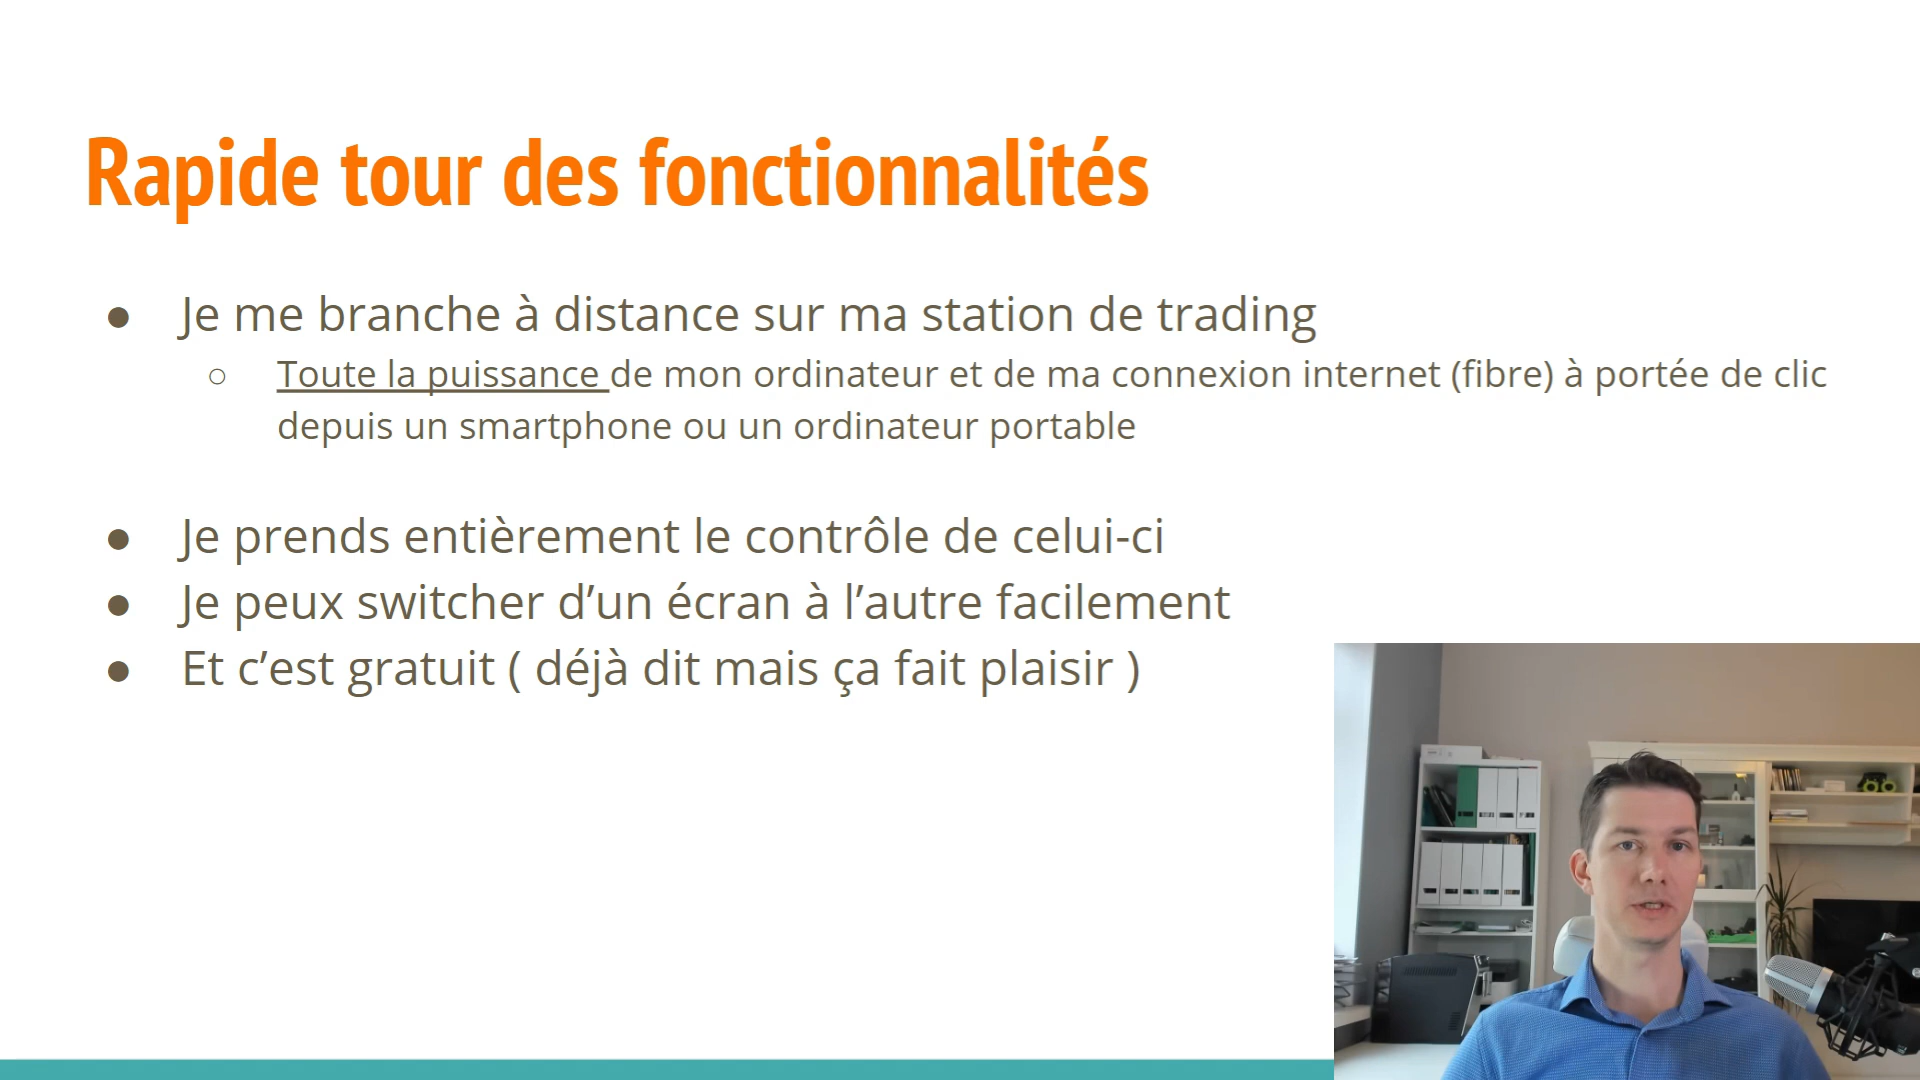 Rapide tour des fonctionnalités
● Je me branche à distance sur ma station de trading
○ Toute la puissance de mon ordinateur et de ma connexion internet (fibre) à portée de clic
depuis un smartphone ou un ordinateur portable
● Je prends entièrement le contrôle de celui-ci
● Je peux switcher d’un écran à l’autre facilement
● Et c’est gratuit ( déjà dit mais ça fait plaisir )